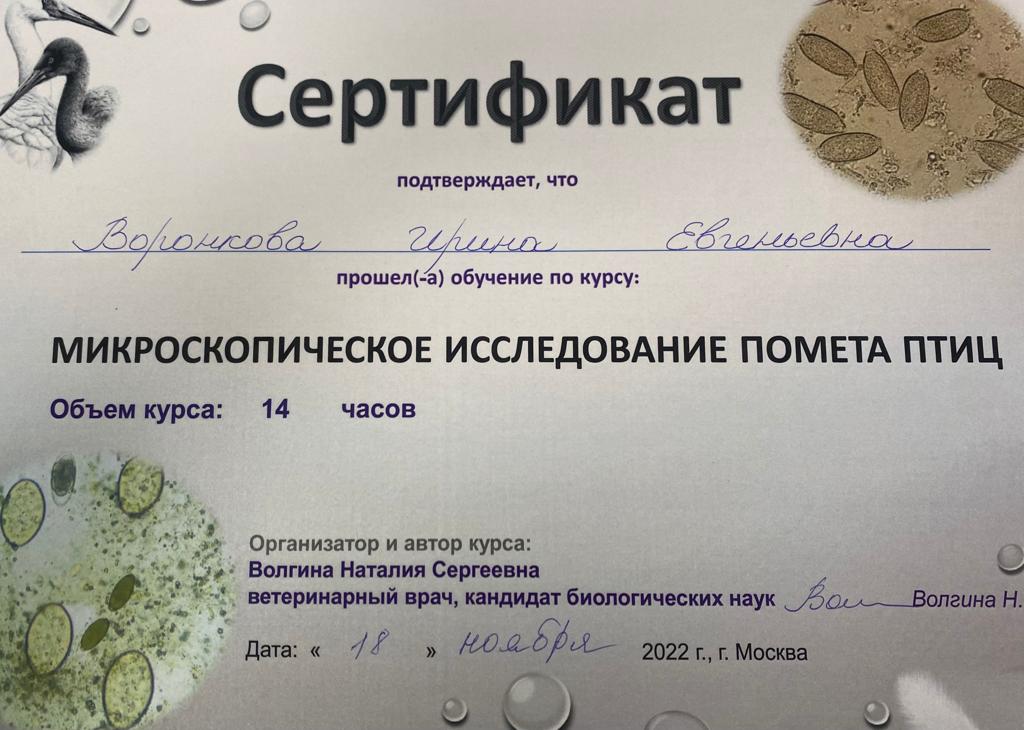 Сертификат
подтверждает, что
Воронкова Ирина Евгеньевна
прошел(-а) обучение по курсу:
МИКРОСКОПИЧЕСКОЕ ИССЛЕДОВАНИЕ ПОМЕТА ПТИЦ
Объем курса: 14 часов
Организатор и автор курса:
Волгина Наталия Сергеевна
ветеринарный врач, кандидат биологических наук Волгина Н.
Дата: « 18 » ноября 2022 г., г. Москва